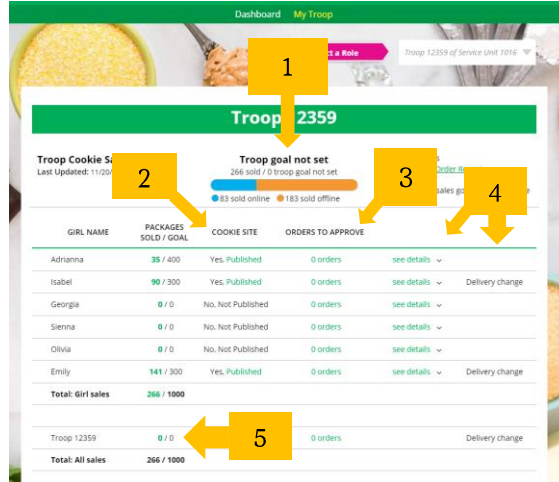 Dashboard My Troop
1
ct a Role
Troop 12359 of Service Unit 1016
Troop 2359
Troop Cookie Sa
Last Updated: 11/20/
2
Troop goal not set
266 sold / 0 troop goal not set
83 sold online 183 sold offline
3
Order Re
sales go
4
GIRL NAME PACKAGES SOLD / GOAL COOKIE SITE ORDERS TO APPROVE
Adrianna 35 / 400 Yes, Published 0 orders see details
Isabel 90 / 300 Yes, Published 0 orders see details Delivery change
Georgia 0 / 0 No, Not Published 0 orders see details
Sienna 0 / 0 No, Not Published 0 orders see details
Olivia 0 / 0 No, Not Published 0 orders see details
Emily 141 / 300 Yes, Published 0 orders see details Delivery change
Total: Girl sales 266 / 1000
Troop 12359 0 / 0 5 0 orders Delivery change
Total: All sales 266 / 1000